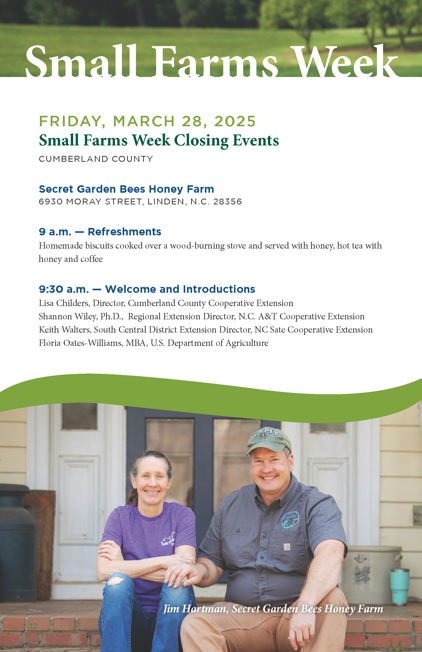 Small Farms Week
FRIDAY, MARCH 28, 2025
Small Farms Week Closing Events
CUMBERLAND COUNTY
Secret Garden Bees Honey Farm
6930 MORAY STREET, LINDEN, N.C. 28356
9 a.m. — Refreshments
Homemade biscuits cooked over a wood-burning stove and served with honey, hot tea with
honey and coffee
9:30 a.m. — Welcome and Introductions
Lisa Childers, Director, Cumberland County Cooperative Extension
Shannon Wiley, Ph.D., Regional Extension Director, N.C. A&T Cooperative Extension
Keith Walters, South Central District Extension Director, NC Sate Cooperative Extension
Floria Oates-Williams, MBA, U.S. Department of Agriculture
Jim Hartman, Secret Garden Bees Honey Farm